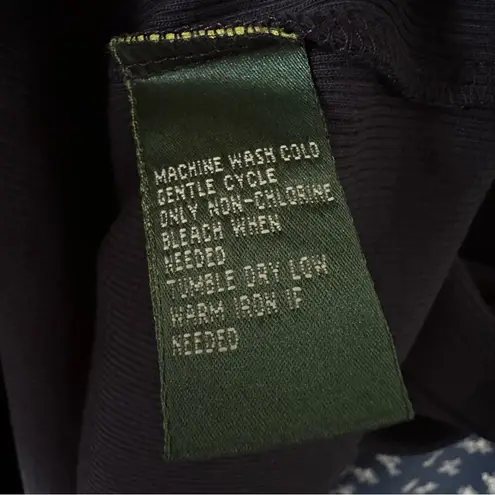 MACHINE WASH COLD
GENTLE CYCLE
ONLY NON-CHLORINE
BLEACH WHEN
NEEDED
TUMBLE DRY LOW
WARM IRON IF
NEEDED